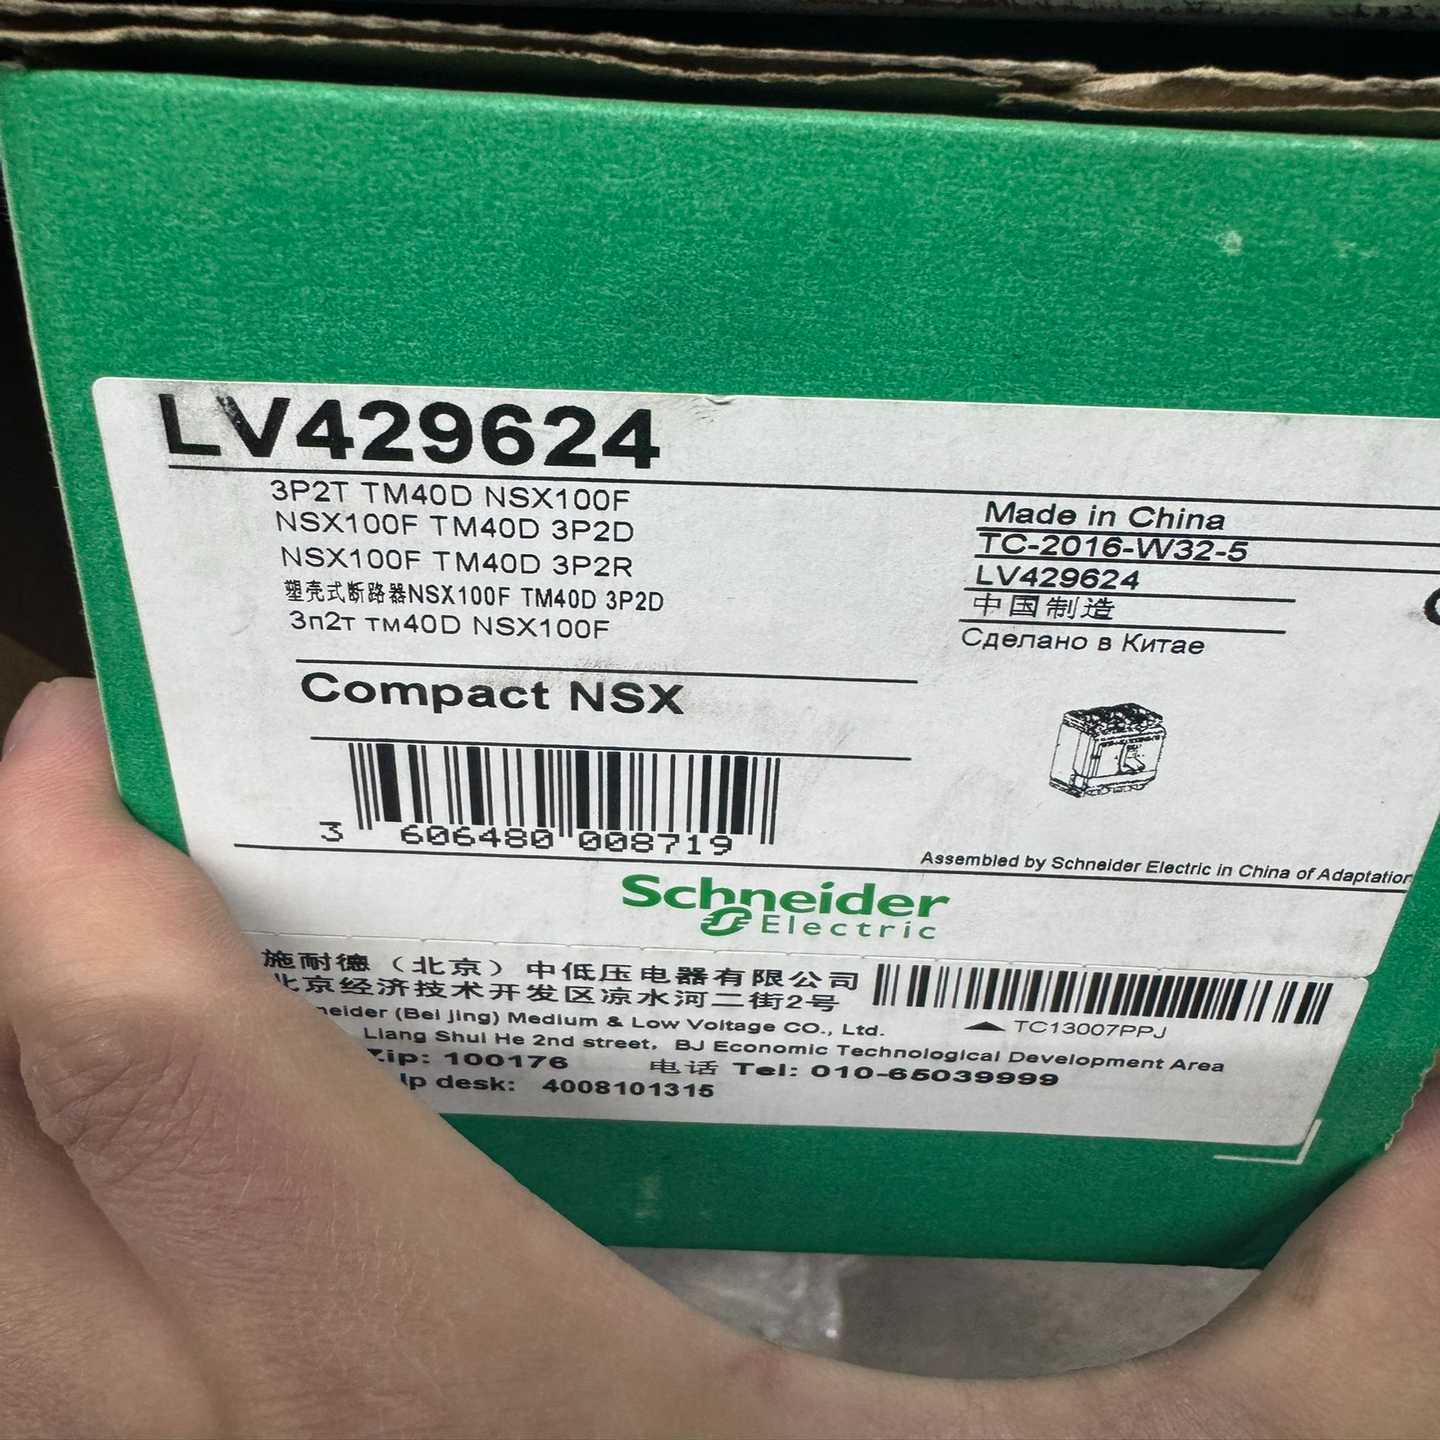 LV429624
3P2T TM40D NSX100F
NSX100F TM40D 3P2D
NSX100F TM40D 3P2R
塑壳式断路器NSX100F TM40D 3P2D
3п2т тм40D NSX100F
Made in China
TC-2016-W32-5
LV429624
中国制造
Сделано в Китае
Compact NSX
3 606480 008719
Assembled by Schneider Electric in China of Adaptation
Schneider
Electric
施耐德（北京）中低压电器有限公司
北京经济技术开发区凉水河二街2号
TC13007PPJ
(Bei jing) Medium & Low Voltage CO., Ltd.
Liang Shui He 2nd street, BJ Economic Technological Development Area
Zip: 100176 电话 Tel: 010-65039999
desk: 4008101315